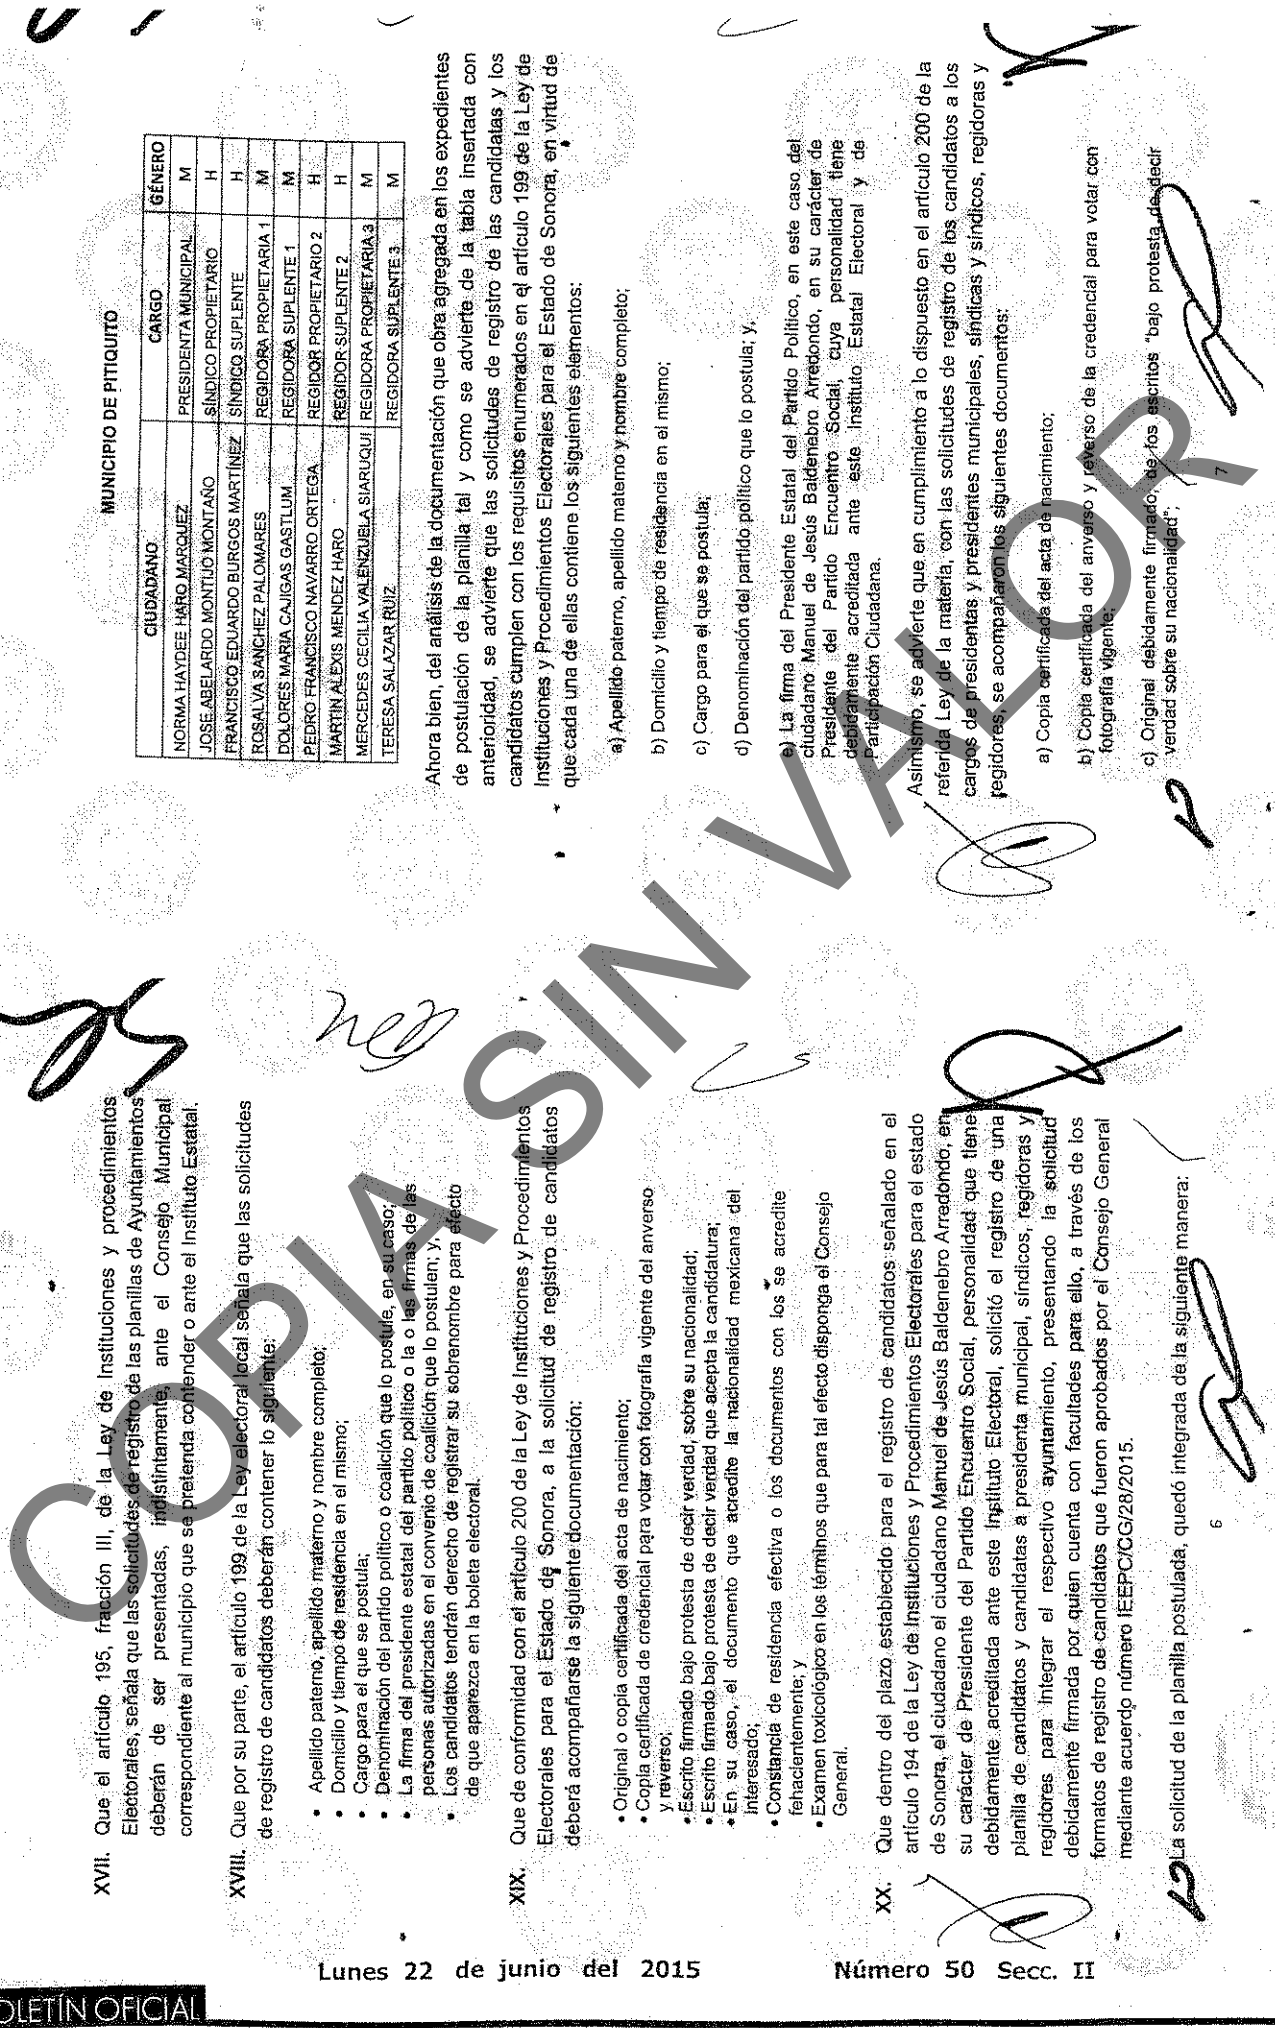 BOLETÍN OFICIAL
Lunes 22 de junio del 2015
Número 50 Secc. II
COPIA SIN VALOR
XVII. Que el artículo 195, fracción III, de la Ley de Instituciones y procedimientos
Electorales, señala que las solicitudes de registro de las planillas de Ayuntamientos
deberán de ser presentadas, indistintamente, ante el Consejo Municipal
correspondiente al municipio que se pretenda contender o ante el Instituto Estatal.
XVIII. Que por su parte, el artículo 199 de la Ley electoral local señala que las solicitudes
de registro de candidatos deberán contener lo siguiente:
• Apellido paterno, apellido materno y nombre completo;
• Domicilio y tiempo de residencia en el mismo;
• Cargo para el que se postula;
• Denominación del partido político o coalición que lo postule, en su caso;
• La firma del presidente estatal del partido político o la o las firmas de las
personas autorizadas en el convenio de coalición que lo postulen; y,
• Los candidatos tendrán derecho de registrar su sobrenombre para efecto
de que aparezca en la boleta electoral.
XIX. Que de conformidad con el artículo 200 de la Ley de Instituciones y Procedimientos
Electorales para el Estado de Sonora, a la solicitud de registro de candidatos
deberá acompañarse la siguiente documentación:
• Original o copia certificada del acta de nacimiento;
• Copia certificada de credencial para votar con fotografía vigente del anverso
y reverso;
• Escrito firmado bajo protesta de decir verdad, sobre su nacionalidad;
• Escrito firmado bajo protesta de decir verdad que acepta la candidatura;
• En su caso, el documento que acredite la nacionalidad mexicana del
interesado;
• Constancia de residencia efectiva o los documentos con los se acredite
fehacientemente; y
• Examen toxicológico en los términos que para tal efecto disponga el Consejo
General.
XX. Que dentro del plazo establecido para el registro de candidatos señalado en el
artículo 194 de la Ley de Instituciones y Procedimientos Electorales para el estado
de Sonora, el ciudadano el ciudadano Manuel de Jesús Baldenebro Arredondo, en
su carácter de Presidente del Partido Encuentro Social, personalidad que tiene
debidamente acreditada ante este Instituto Electoral, solicitó el registro de una
planilla de candidatos y candidatas a presidenta municipal, síndicos, regidoras y
regidores para integrar el respectivo ayuntamiento, presentando la solicitud
debidamente firmada por quien cuenta con facultades para ello, a través de los
formatos de registro de candidatos que fueron aprobados por el Consejo General
mediante acuerdo número IEEPC/CG/28/2015.
La solicitud de la planilla postulada, quedó integrada de la siguiente manera:
6
MUNICIPIO DE PITIQUITO
CIUDADANO CARGO GÉNERO
NORMA HAYDEE HARO MARQUEZ PRESIDENTA MUNICIPAL M
JOSE ABELARDO MONTIJO MONTAÑO SÍNDICO PROPIETARIO H
FRANCISCO EDUARDO BURGOS MARTÍNEZ SÍNDICO SUPLENTE H
ROSALVA SANCHEZ PALOMARES REGIDORA PROPIETARIA 1 M
DOLORES MARIA CAJIGAS GASTLUM REGIDORA SUPLENTE 1 M
PEDRO FRANCISCO NAVARRO ORTEGA REGIDOR PROPIETARIO 2 H
MARTIN ALEXIS MENDEZ HARO REGIDOR SUPLENTE 2 H
MERCEDES CECILIA VALENZUELA SIARUQUI REGIDORA PROPIETARIA 3 M
TERESA SALAZAR RUIZ REGIDORA SUPLENTE 3 M
Ahora bien, del análisis de la documentación que obra agregada en los expedientes
de postulación de la planilla tal y como se advierte de la tabla insertada con
anterioridad, se advierte que las solicitudes de registro de las candidatas y los
candidatos cumplen con los requisitos enumerados en el artículo 199 de la Ley de
Instituciones y Procedimientos Electorales para el Estado de Sonora, en virtud de
que cada una de ellas contiene los siguientes elementos:
a) Apellido paterno, apellido materno y nombre completo;
b) Domicilio y tiempo de residencia en el mismo;
c) Cargo para el que se postula;
d) Denominación del partido político que lo postula; y,
e) La firma del Presidente Estatal del Partido Político, en este caso del
ciudadano Manuel de Jesús Baldenebro Arredondo, en su carácter de
Presidente del Partido Encuentro Social, cuya personalidad tiene
debidamente acreditada ante este Instituto Estatal Electoral y de
Participación Ciudadana.
Asimismo, se advierte que, en cumplimiento a lo dispuesto en el artículo 200 de la
referida Ley de la materia, con las solicitudes de registro de los candidatos a los
cargos de presidentas y presidentes municipales, síndicas y síndicos, regidoras y
regidores, se acompañaron los siguientes documentos:
a) Copia certificada del acta de nacimiento;
b) Copia certificada del anverso y reverso de la credencial para votar con
fotografía vigente;
c) Original debidamente firmado, de los escritos "bajo protesta de decir
verdad sobre su nacionalidad";
7